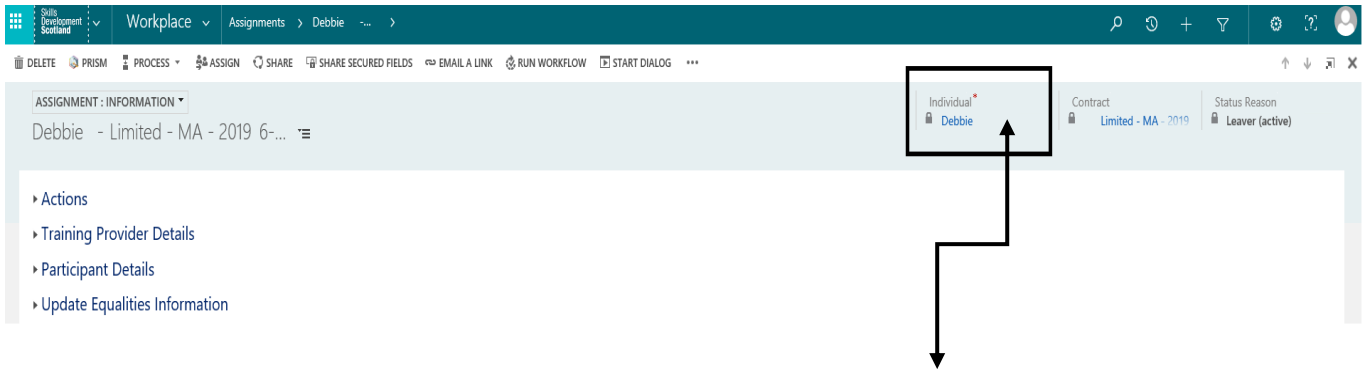 Skills
Development
Scotland
Workplace
Assignments > Debbie -... >
DELETE PRISM PROCESS ASSIGN SHARE SHARE SECURED FIELDS EMAIL A LINK RUN WORKFLOW START DIALOG ...
ASSIGNMENT : INFORMATION
Debbie - Limited - MA - 2019 6-...
Individual*
Debbie
Contract
Limited - MA - 2019
Status Reason
Leaver (active)
Actions
Training Provider Details
Participant Details
Update Equalities Information